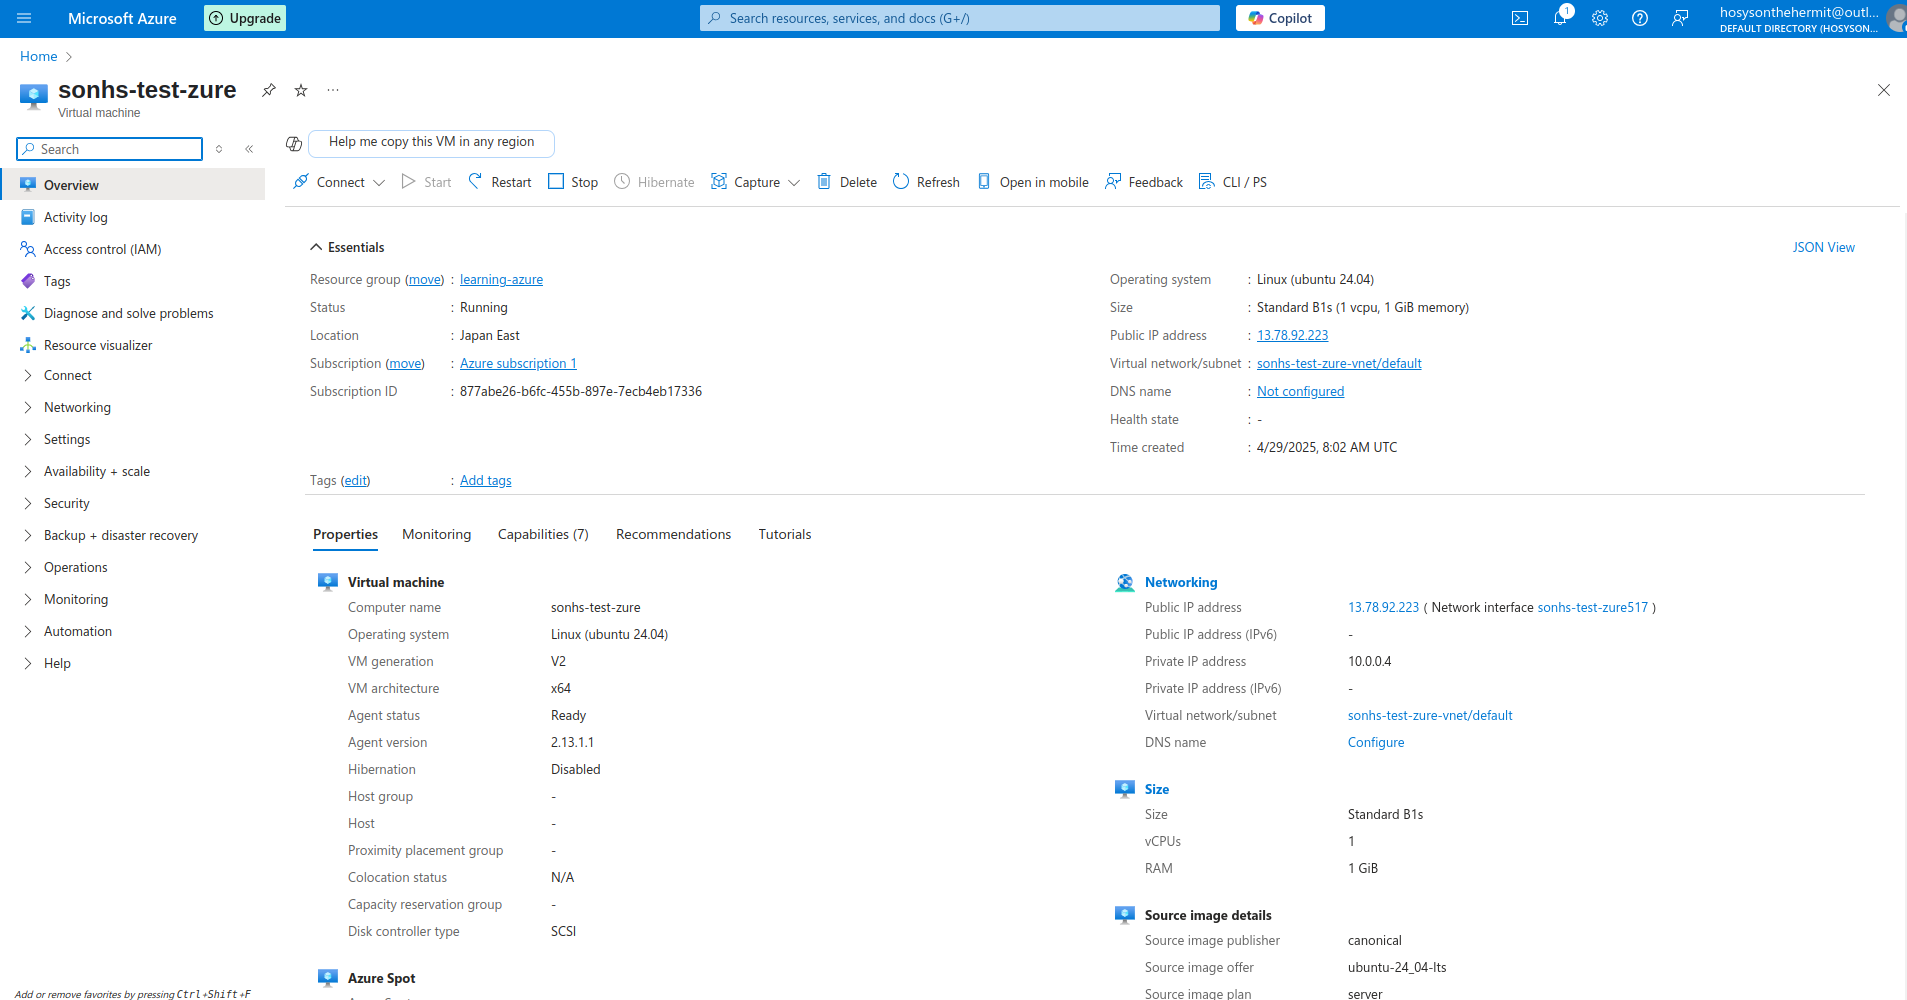 Microsoft Azure
Upgrade
Search resources, services, and docs (G+/)
Copilot
1
hosysonthehermit@outl...
DEFAULT DIRECTORY (HOSYSON...
Home
sonhs-test-zure
Virtual machine
Search
Help me copy this VM in any region
Connect Start Restart Stop Hibernate Capture Delete Refresh Open in mobile Feedback CLI / PS
Overview
Activity log
Access control (IAM)
Tags
Diagnose and solve problems
Resource visualizer
Connect
Networking
Settings
Availability + scale
Security
Backup + disaster recovery
Operations
Monitoring
Automation
Help
Add or remove favorites by pressing Ctrl+Shift+F
Essentials
JSON View
Resource group (move) : learning-azure
Status : Running
Location : Japan East
Subscription (move) : Azure subscription 1
Subscription ID : 877abe26-b6fc-455b-897e-7ecb4eb17336
Operating system : Linux (ubuntu 24.04)
Size : Standard B1s (1 vcpu, 1 GiB memory)
Public IP address : 13.78.92.223
Virtual network/subnet : sonhs-test-zure-vnet/default
DNS name : Not configured
Health state : -
Time created : 4/29/2025, 8:02 AM UTC
Tags (edit) : Add tags
Properties Monitoring Capabilities (7) Recommendations Tutorials
Virtual machine
Computer name sonhs-test-zure
Operating system Linux (ubuntu 24.04)
VM generation V2
VM architecture x64
Agent status Ready
Agent version 2.13.1.1
Hibernation Disabled
Host group -
Host -
Proximity placement group -
Colocation status N/A
Capacity reservation group -
Disk controller type SCSI
Azure Spot
Networking
Public IP address 13.78.92.223 ( Network interface sonhs-test-zure517 )
Public IP address (IPv6) -
Private IP address 10.0.0.4
Private IP address (IPv6) -
Virtual network/subnet sonhs-test-zure-vnet/default
DNS name Configure
Size
Size Standard B1s
vCPUs 1
RAM 1 GiB
Source image details
Source image publisher canonical
Source image offer ubuntu-24_04-lts
Source image plan server